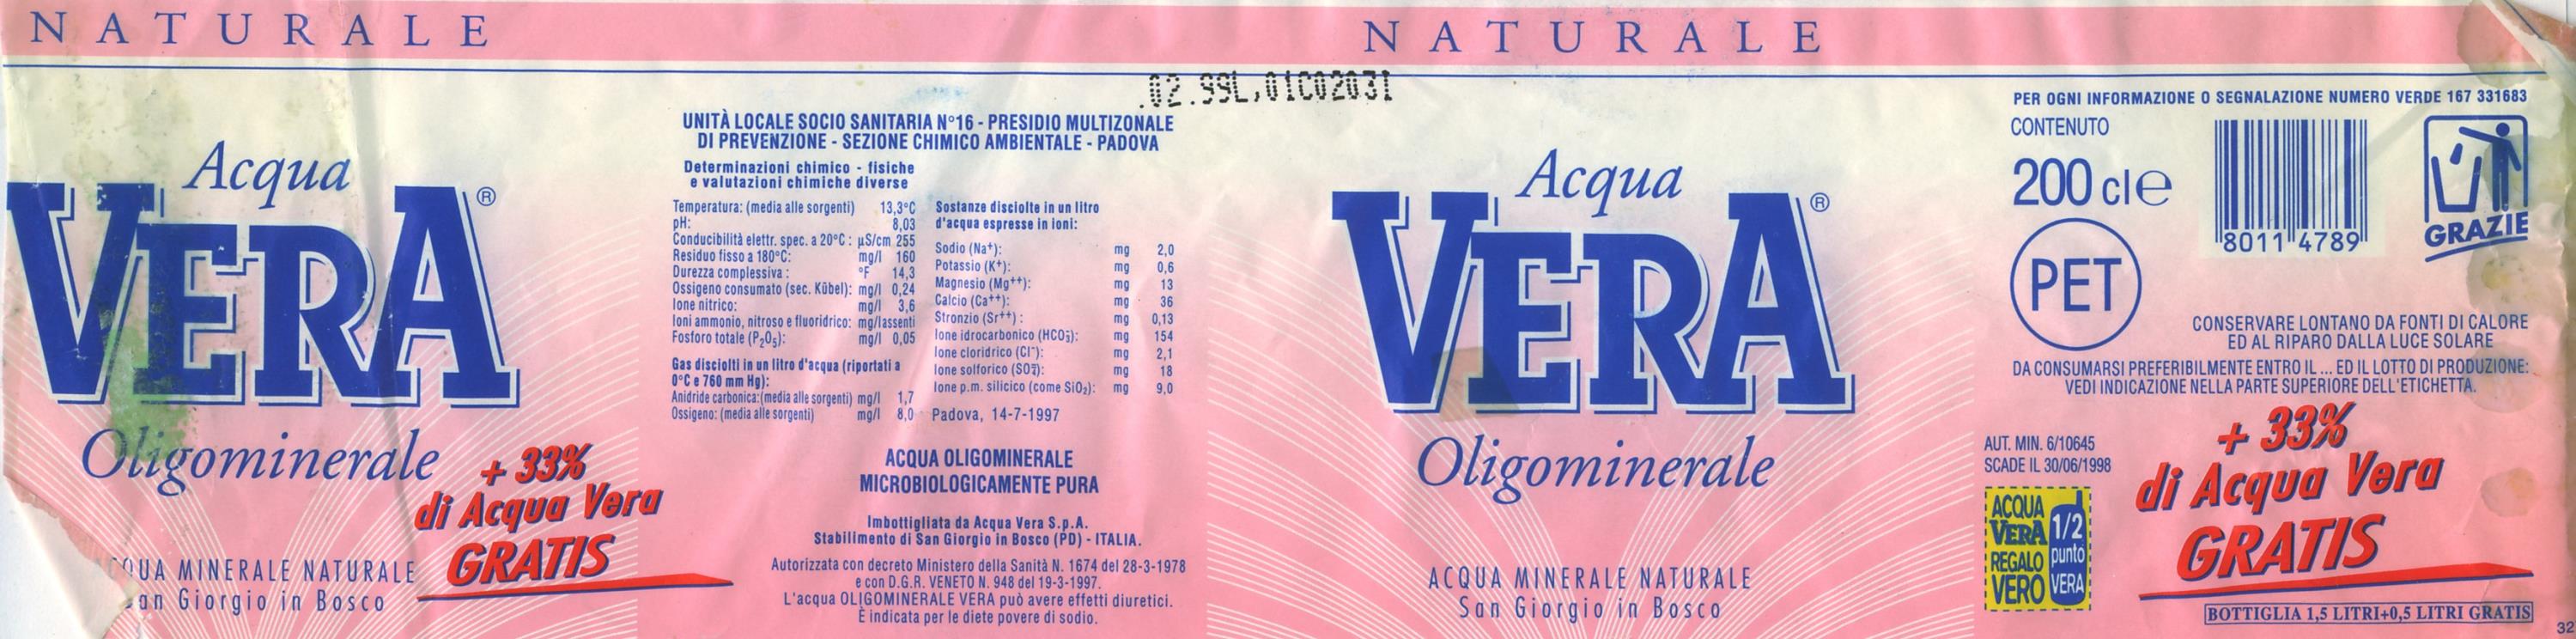 NATURALE
NATURALE
.02.99L,01C02031
Acqua
VERA®
Oligominerale
+ 33%
di Acqua Vera
GRATIS
ACQUA MINERALE NATURALE
San Giorgio in Bosco
UNITÀ LOCALE SOCIO SANITARIA N°16 - PRESIDIO MULTIZONALE
DI PREVENZIONE - SEZIONE CHIMICO AMBIENTALE - PADOVA
Determinazioni chimico - fisiche
e valutazioni chimiche diverse
Temperatura: (media alle sorgenti) 13,3°C
pH: 8,03
Conducibilità elettr. spec. a 20°C : µS/cm 255
Residuo fisso a 180°C: mg/l 160
Durezza complessiva : °F 14,3
Ossigeno consumato (sec. Kübel): mg/l 0,24
Ione nitrico: mg/l 3,6
Ioni ammonio, nitroso e fluoridrico: mg/l assenti
Fosforo totale (P₂O₅): mg/l 0,05
Gas disciolti in un litro d'acqua (riportati a
0°C e 760 mm Hg):
Anidride carbonica:(media alle sorgenti) mg/l 1,7
Ossigeno: (media alle sorgenti) mg/l 8,0
Sostanze disciolte in un litro
d'acqua espresse in ioni:
Sodio (Na⁺): mg 2,0
Potassio (K⁺): mg 0,6
Magnesio (Mg⁺⁺): mg 13
Calcio (Ca⁺⁺): mg 36
Stronzio (Sr⁺⁺) : mg 0,13
Ione idrocarbonico (HCO₃⁻): mg 154
Ione cloridrico (Cl⁻): mg 2,1
Ione solforico (SO₄⁼): mg 18
Ione p.m. silicico (come SiO₂): mg 9,0
Padova, 14-7-1997
ACQUA OLIGOMINERALE
MICROBIOLOGICAMENTE PURA
Imbottigliata da Acqua Vera S.p.A.
Stabilimento di San Giorgio in Bosco (PD) - ITALIA.
Autorizzata con decreto Ministero della Sanità N. 1674 del 28-3-1978
e con D.G.R. VENETO N. 948 del 19-3-1997.
L'acqua OLIGOMINERALE VERA può avere effetti diuretici.
È indicata per le diete povere di sodio.
Acqua
VERA®
Oligominerale
ACQUA MINERALE NATURALE
San Giorgio in Bosco
PER OGNI INFORMAZIONE O SEGNALAZIONE NUMERO VERDE 167 331683
CONTENUTO
200 cl e
PET
8011 4789
GRAZIE
CONSERVARE LONTANO DA FONTI DI CALORE
ED AL RIPARO DALLA LUCE SOLARE
DA CONSUMARSI PREFERIBILMENTE ENTRO IL ... ED IL LOTTO DI PRODUZIONE:
VEDI INDICAZIONE NELLA PARTE SUPERIORE DELL'ETICHETTA.
AUT. MIN. 6/10645
SCADE IL 30/06/1998
ACQUA
VERA
REGALO
VERO
1/2
punto
VERA
+ 33%
di Acqua Vera
GRATIS
BOTTIGLIA 1,5 LITRI+0,5 LITRI GRATIS
32